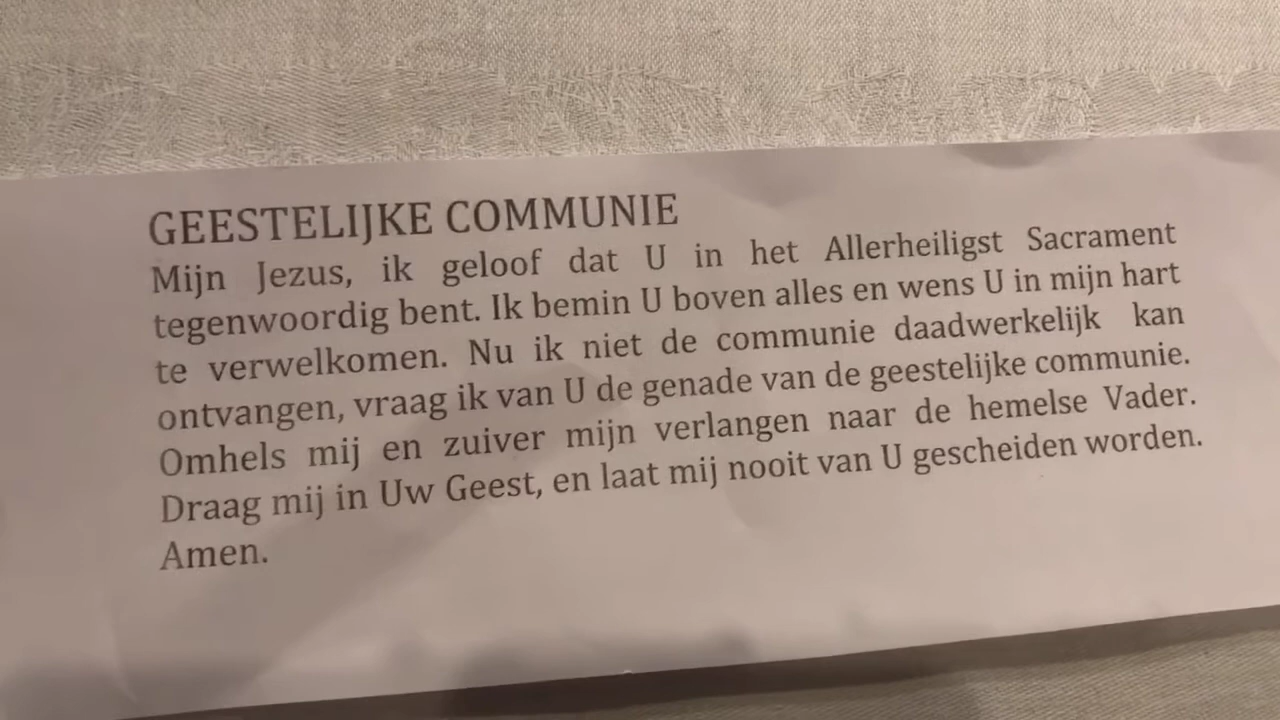 GEESTELIJKE COMMUNIE
Mijn Jezus, ik geloof dat U in het Allerheiligst Sacrament
tegenwoordig bent. Ik bemin U boven alles en wens U in mijn hart
te verwelkomen. Nu ik niet de communie daadwerkelijk kan
ontvangen, vraag ik van U de genade van de geestelijke communie.
Omhels mij en zuiver mijn verlangen naar de hemelse Vader.
Draag mij in Uw Geest, en laat mij nooit van U gescheiden worden.
Amen.